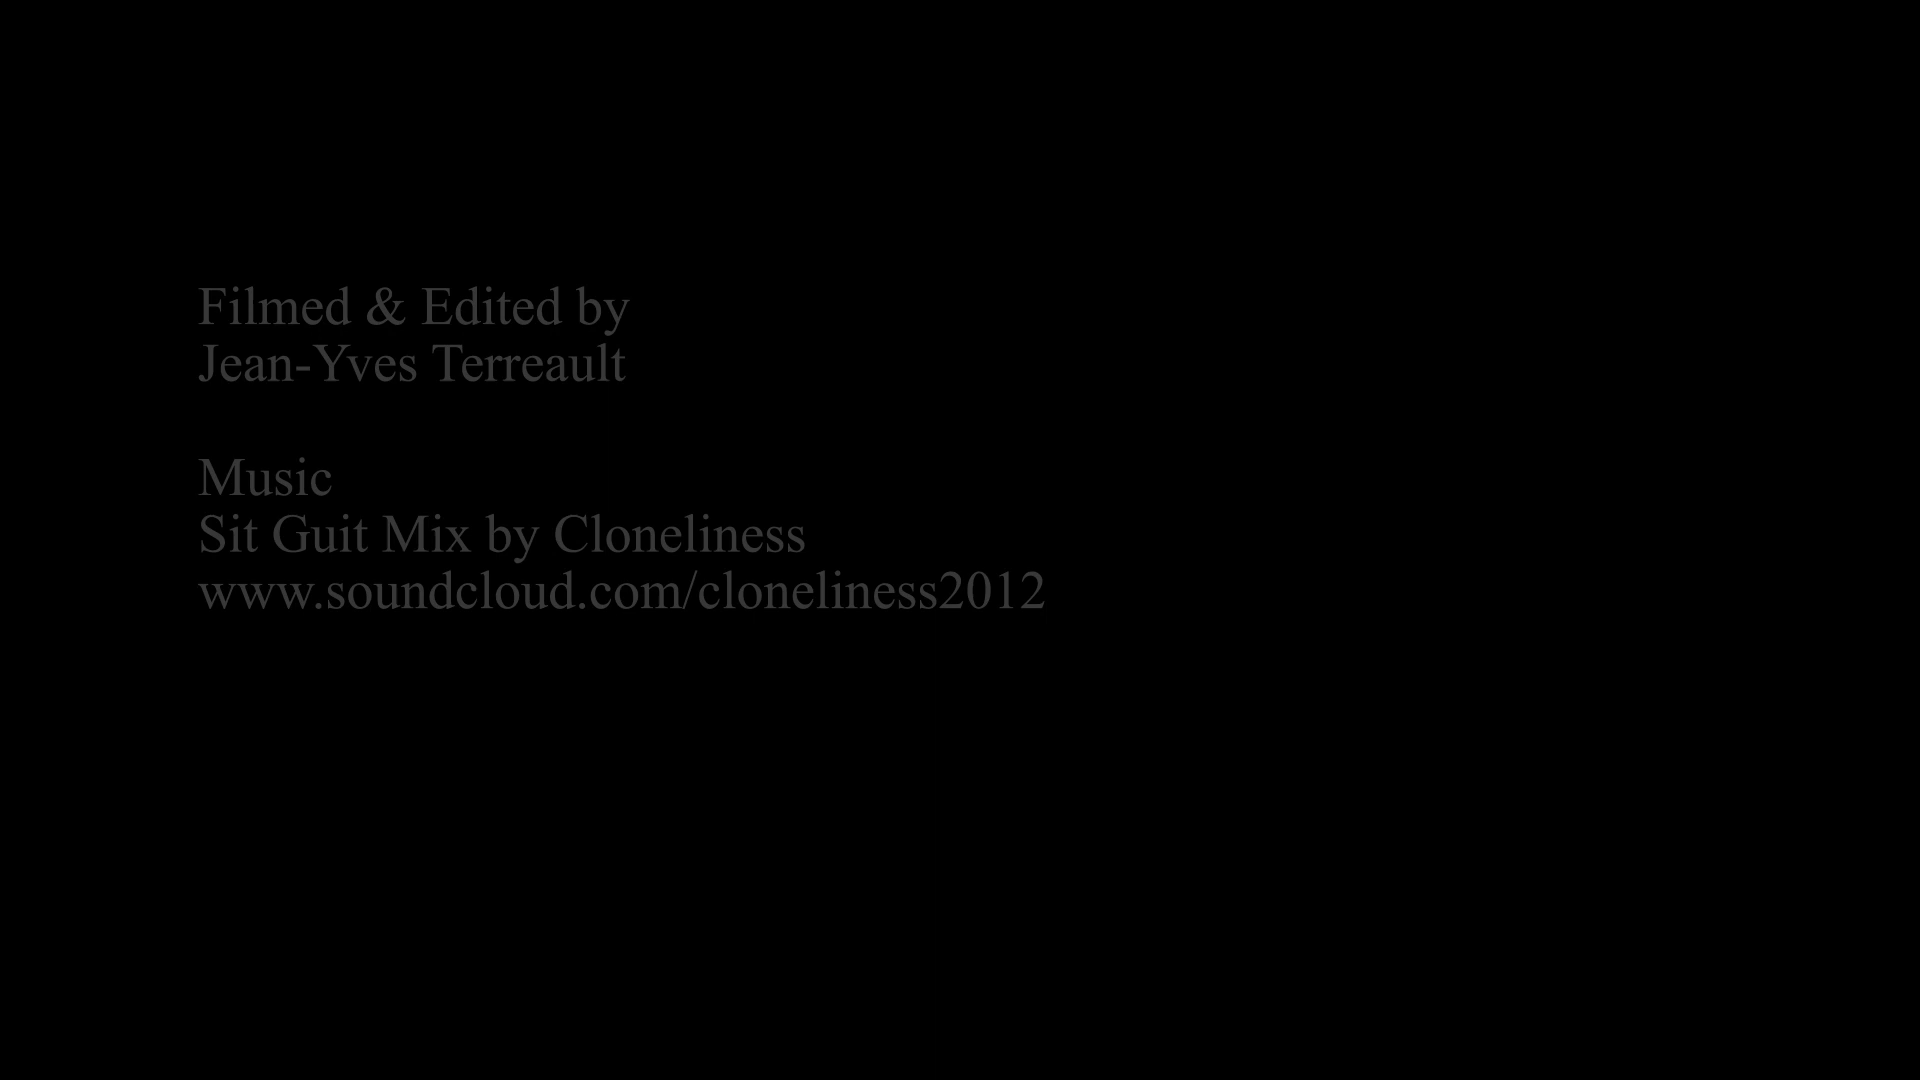 Filmed & Edited by
Jean-Yves Terreault
Music
Sit Guit Mix by Cloneliness
www.soundcloud.com/cloneliness2012